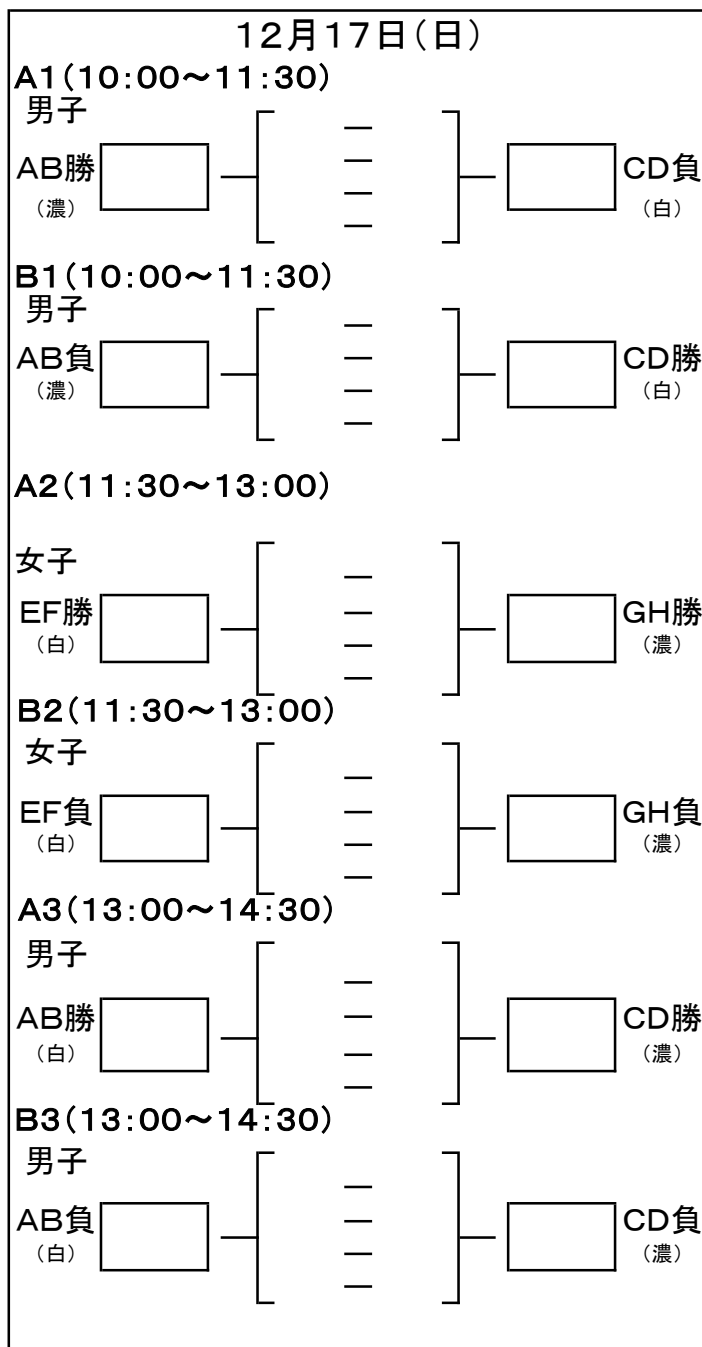 １２月１７日（日）
A1（10：00～11：30）
男子
AB勝 CD負
（濃） （白）
B1（10：00～11：30）
男子
AB負 CD勝
（濃） （白）
A2（11：30～13：00）
女子
EF勝 GH勝
（白） （濃）
B2（11：30～13：00）
女子
EF負 GH負
（白） （濃）
A3（13：00～14：30）
男子
AB勝 CD勝
（白） （濃）
B3（13：00～14：30）
男子
AB負 CD負
（白） （濃）